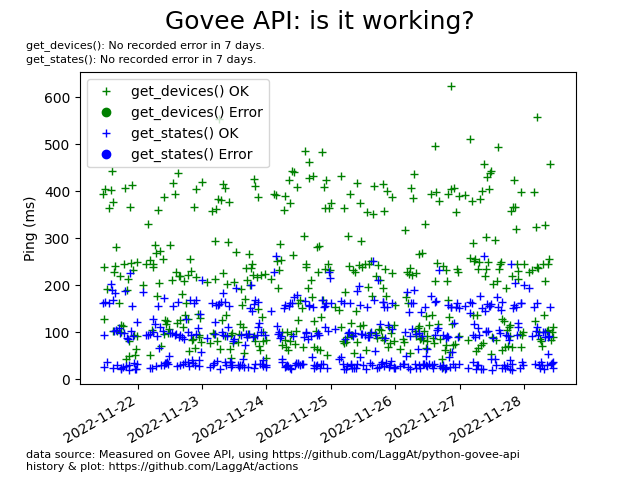 Govee API: is it working?
get_devices(): No recorded error in 7 days.
get_states(): No recorded error in 7 days.
get_devices() OK
get_devices() Error
get_states() OK
get_states() Error
Ping (ms)
600
500
400
300
200
100
0
2022-11-22
2022-11-23
2022-11-24
2022-11-25
2022-11-26
2022-11-27
2022-11-28
data source: Measured on Govee API, using https://github.com/LaggAt/python-govee-api
history & plot: https://github.com/LaggAt/actions